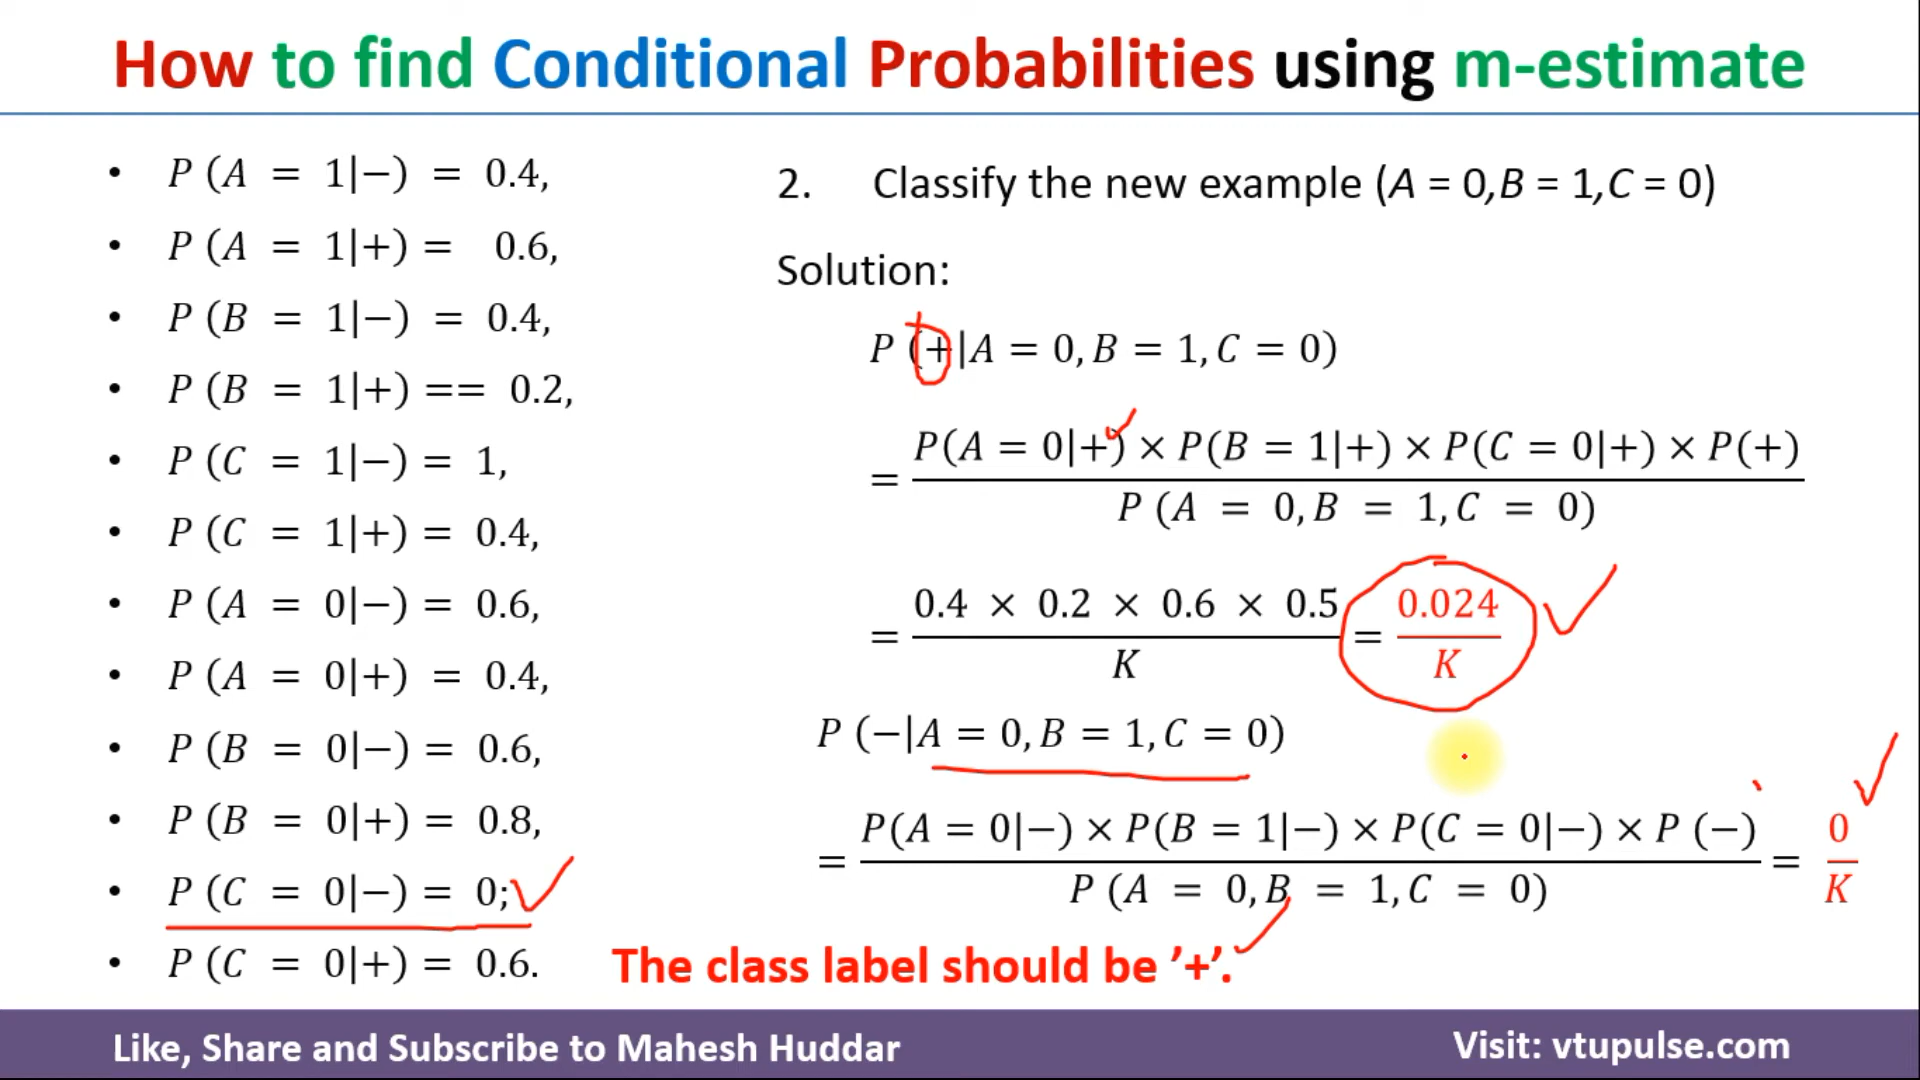 How to find Conditional Probabilities using m-estimate
• P (A = 1|−) = 0.4,
• P (A = 1|+) = 0.6,
• P (B = 1|−) = 0.4,
• P (B = 1|+) == 0.2,
• P (C = 1|−) = 1,
• P (C = 1|+) = 0.4,
• P (A = 0|−) = 0.6,
• P (A = 0|+) = 0.4,
• P (B = 0|−) = 0.6,
• P (B = 0|+) = 0.8,
• P (C = 0|−) = 0;
• P (C = 0|+) = 0.6.
2. Classify the new example (A = 0,B = 1,C = 0)
Solution:
P (+|A = 0, B = 1, C = 0)
P(A = 0|+) × P(B = 1|+) × P(C = 0|+) × P(+)
=
P (A = 0, B = 1, C = 0)
0.4 × 0.2 × 0.6 × 0.5 0.024
= =
K K
P (−|A = 0, B = 1, C = 0)
P(A = 0|−) × P(B = 1|−) × P(C = 0|−) × P (−) 0
= =
P (A = 0, B = 1, C = 0) K
The class label should be ’+’.
Like, Share and Subscribe to Mahesh Huddar
Visit: vtupulse.com